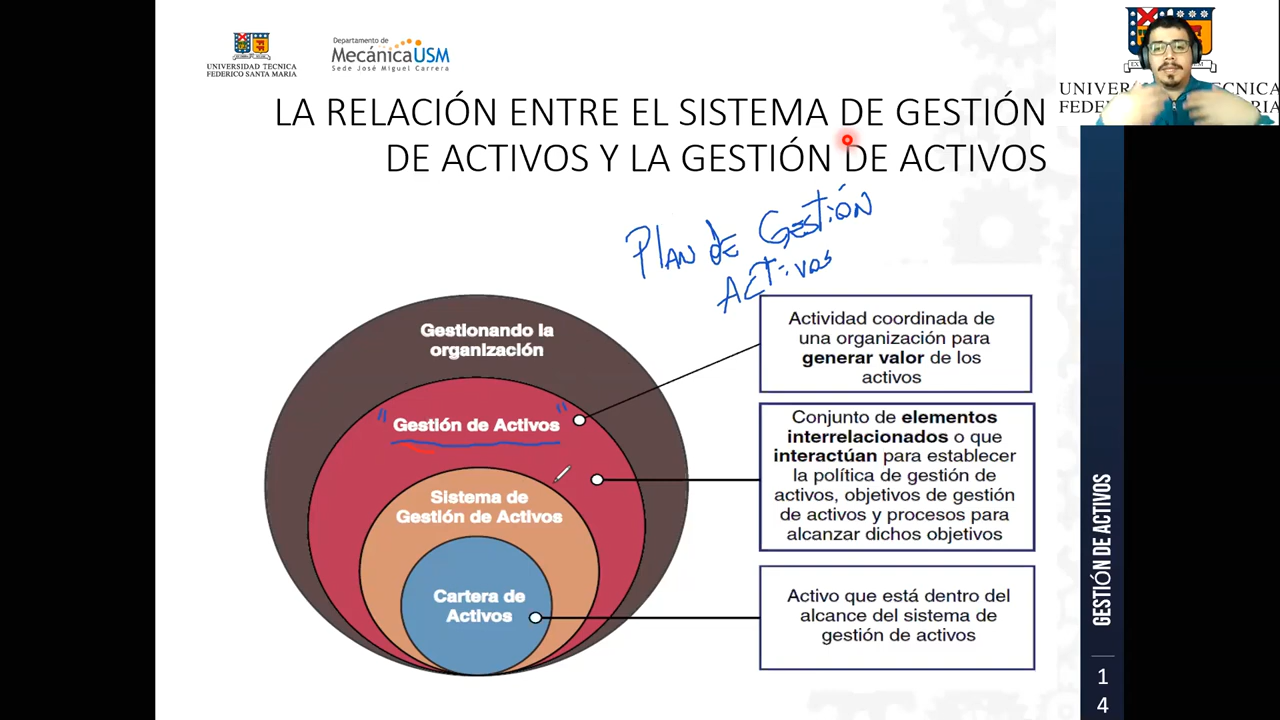 UNIVERSIDAD TECNICA
FEDERICO SANTA MARIA
Departamento de
MecánicaUSM
Sede José Miguel Carrera
LA RELACIÓN ENTRE EL SISTEMA DE GESTIÓN
DE ACTIVOS Y LA GESTIÓN DE ACTIVOS
PLAN DE GESTIÓN
ACTIVOS
Gestionando la
organización
"Gestión de Activos"
Sistema de
Gestión de Activos
Cartera de
Activos
Actividad coordinada de
una organización para
generar valor de los
activos
Conjunto de elementos
interrelacionados o que
interactúan para establecer
la política de gestión de
activos, objetivos de gestión
de activos y procesos para
alcanzar dichos objetivos
Activo que está dentro del
alcance del sistema de
gestión de activos
GESTIÓN DE ACTIVOS
1
4